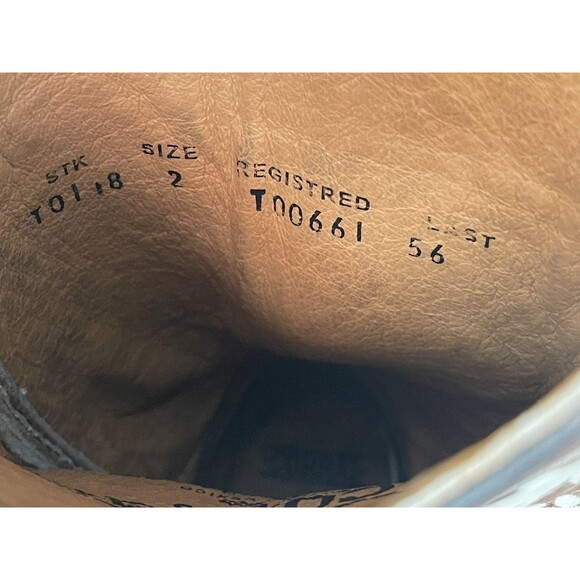 STK SIZE REGISTRED LAST
T0118 2 T00661 56